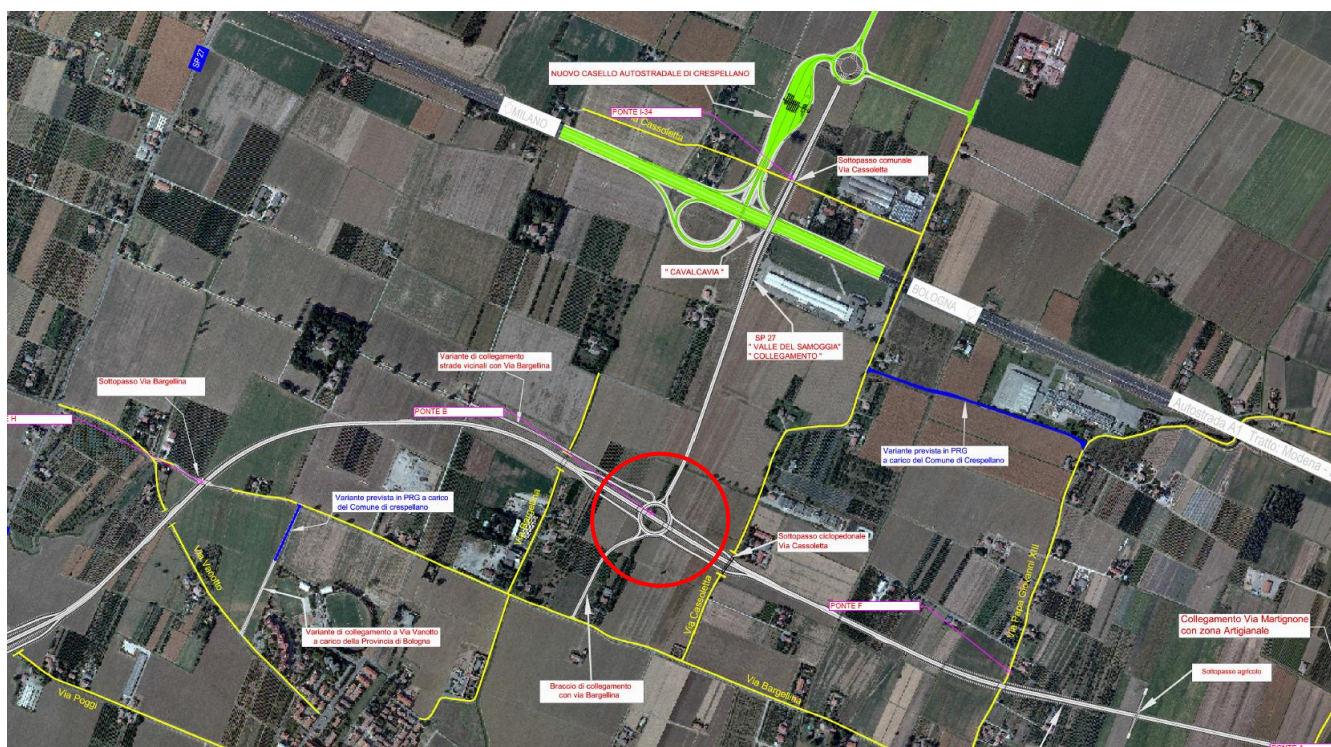 SP 27
NUOVO CASELLO AUTOSTRADALE DI CRESPELLANO
MILANO
PONTE I-34
Via Cassoletta
Sottopasso comunale
Via Cassoletta
" CAVALCAVIA "
BOLOGNA
SP 27
" VALLE DEL SAMOGGIA"
" COLLEGAMENTO "
Variante di collegamento
strade vicinali con Via Bargellina
Sottopasso Via Bargellina
PONTE B
E H
Autostrada A1 Tratto: Modena -
Variante prevista in PRG
a carico del Comune di Crespellano
Variante prevista in PRG a carico
del Comune di crespellano
Via Bargellina
Sottopasso ciclopedonale
Via Cassoletta
Via Vanotto
Via Cassoletta
Via Papa Giovanni XIII
PONTE F
Collegamento Via Martignone
con zona Artigianale
Variante di collegamento a Via Vanotto
a carico della Provincia di Bologna
Sottopasso agricolo
Braccio di collegamento
con via Bargellina
Via Bargellina
Via Poggi